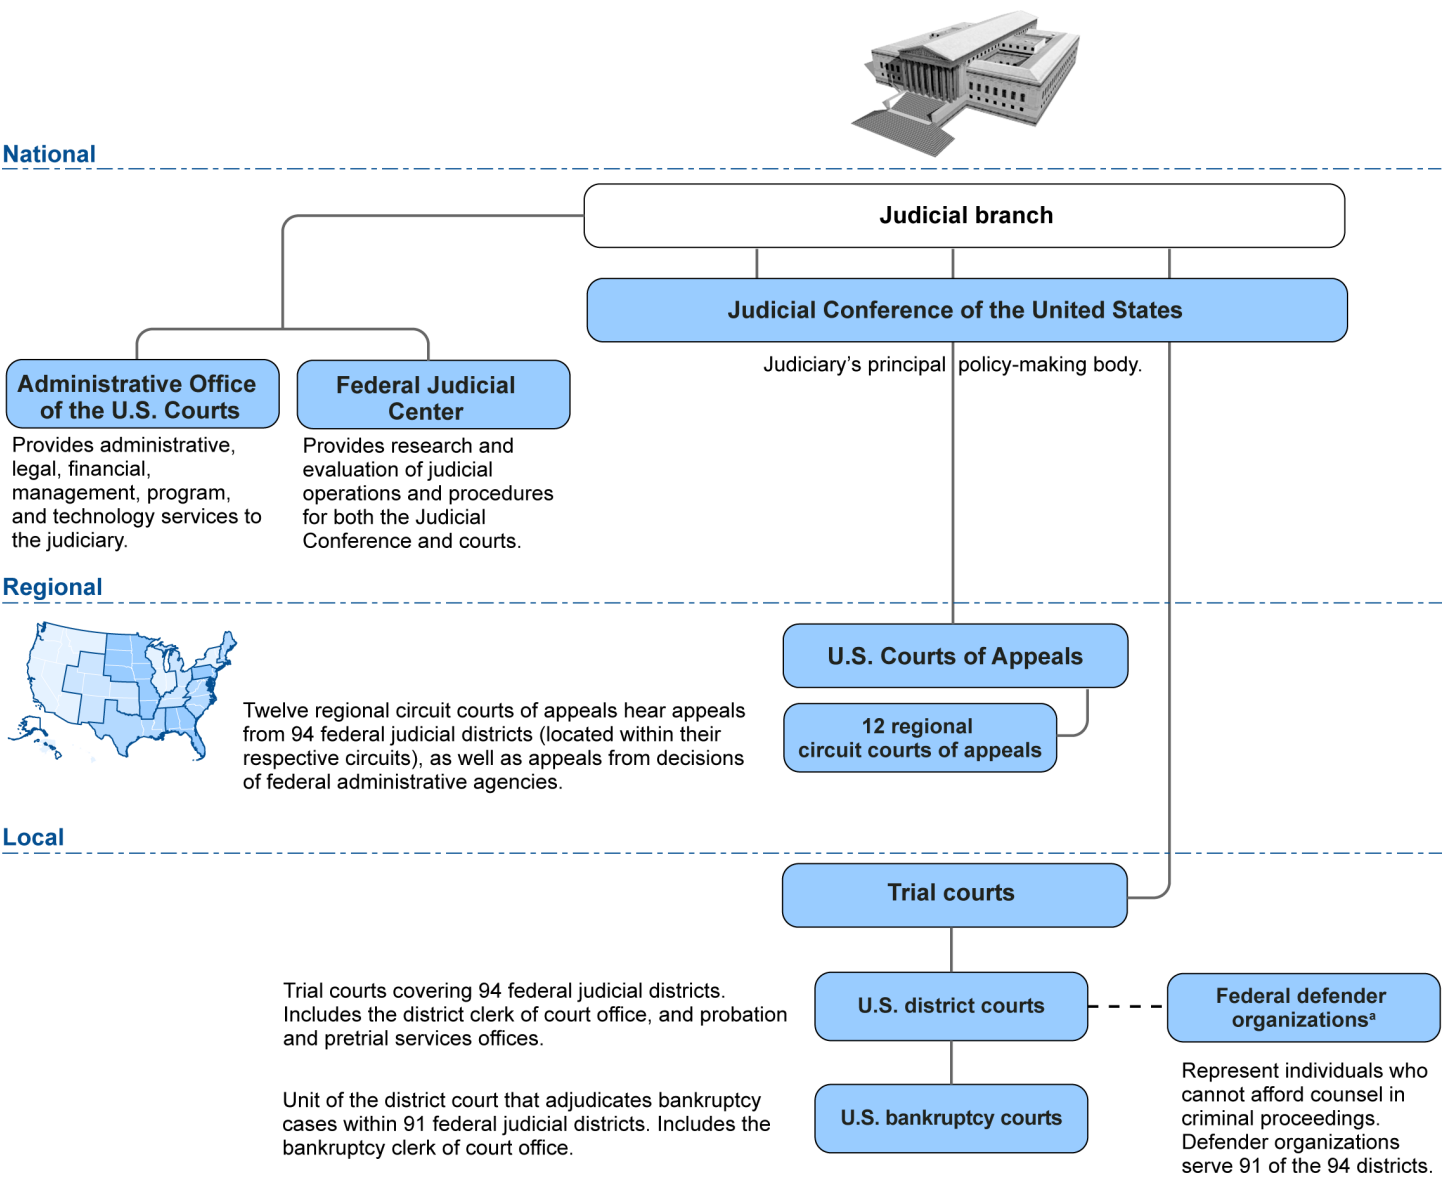 National
Judicial branch
Judicial Conference of the United States
Judiciary’s principal policy-making body.
Administrative Office
of the U.S. Courts
Provides administrative,
legal, financial,
management, program,
and technology services to
the judiciary.
Federal Judicial
Center
Provides research and
evaluation of judicial
operations and procedures
for both the Judicial
Conference and courts.
Regional
U.S. Courts of Appeals
12 regional
circuit courts of appeals
Twelve regional circuit courts of appeals hear appeals
from 94 federal judicial districts (located within their
respective circuits), as well as appeals from decisions
of federal administrative agencies.
Local
Trial courts
Trial courts covering 94 federal judicial districts.
Includes the district clerk of court office, and probation
and pretrial services offices.
U.S. district courts
Federal defender
organizationsᵃ
Represent individuals who
cannot afford counsel in
criminal proceedings.
Defender organizations
serve 91 of the 94 districts.
Unit of the district court that adjudicates bankruptcy
cases within 91 federal judicial districts. Includes the
bankruptcy clerk of court office.
U.S. bankruptcy courts